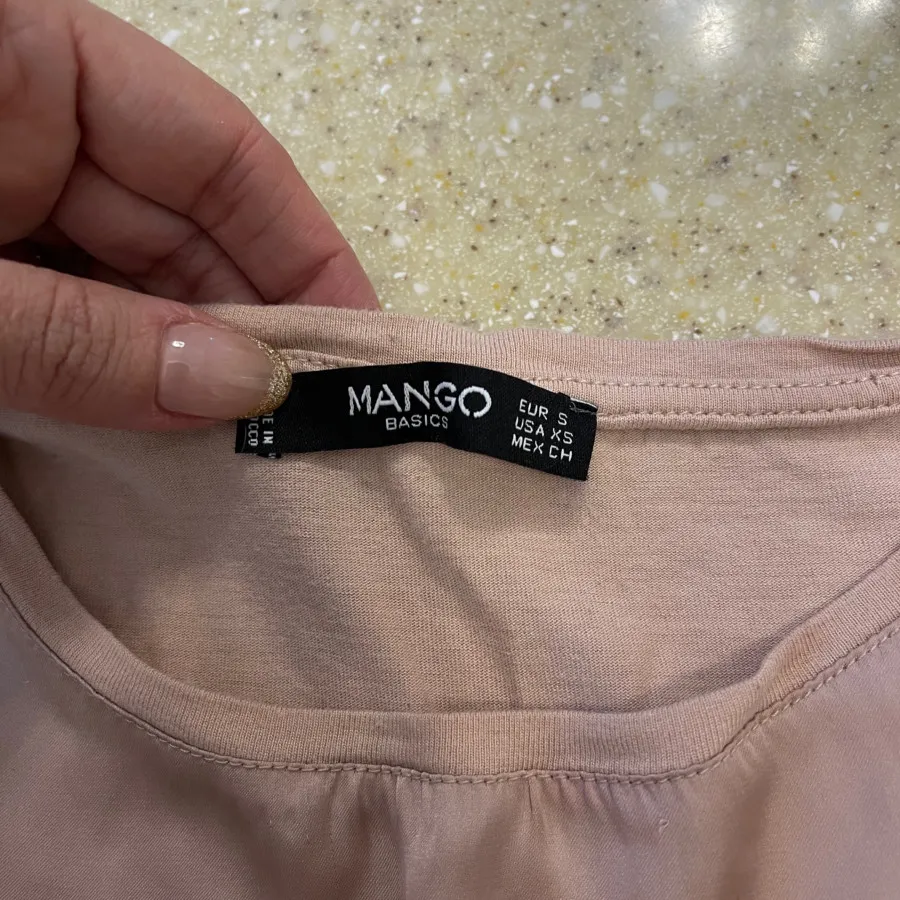 MANGO
BASICS
EUR S
USA XS
MEX CH